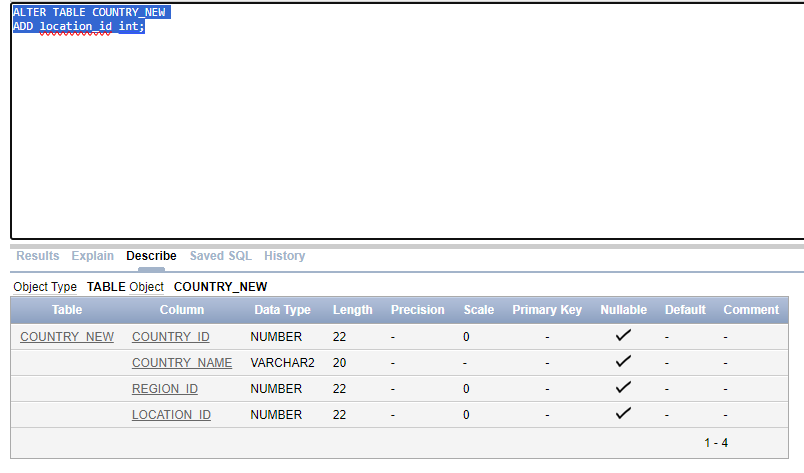 ALTER TABLE COUNTRY_NEW
ADD location_id int;
Results Explain Describe Saved SQL History
Object Type TABLE Object COUNTRY_NEW
Table Column Data Type Length Precision Scale Primary Key Nullable Default Comment
COUNTRY_NEW COUNTRY_ID NUMBER 22 - 0 - ✓ - -
COUNTRY_NAME VARCHAR2 20 - - - ✓ - -
REGION_ID NUMBER 22 - 0 - ✓ - -
LOCATION_ID NUMBER 22 - 0 - ✓ - -
1 - 4